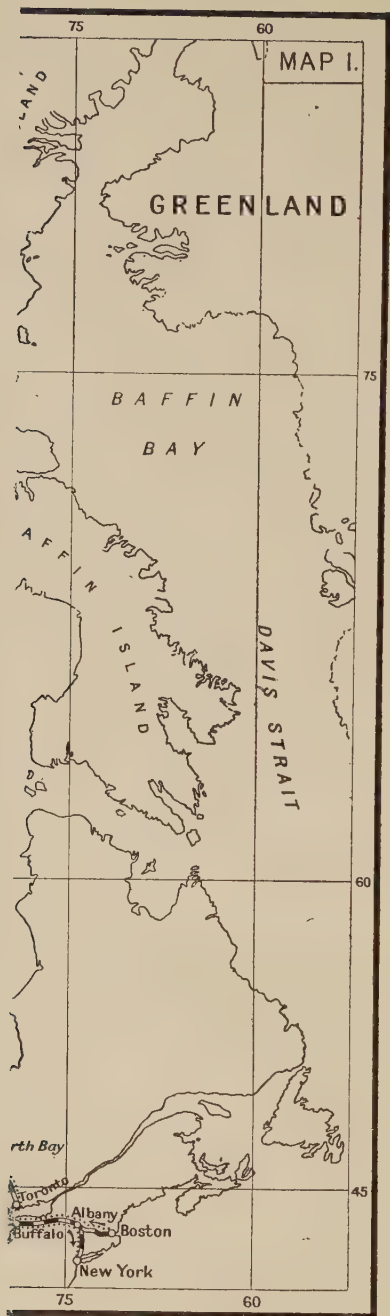 75 60
MAP I.
LAND
GREENLAND
75
BAFFIN
BAY
AFFIN
ISLAND
DAVIS STRAIT
60
rth Bay
Toronto
45
Albany
Buffalo
Boston
New York
75 60